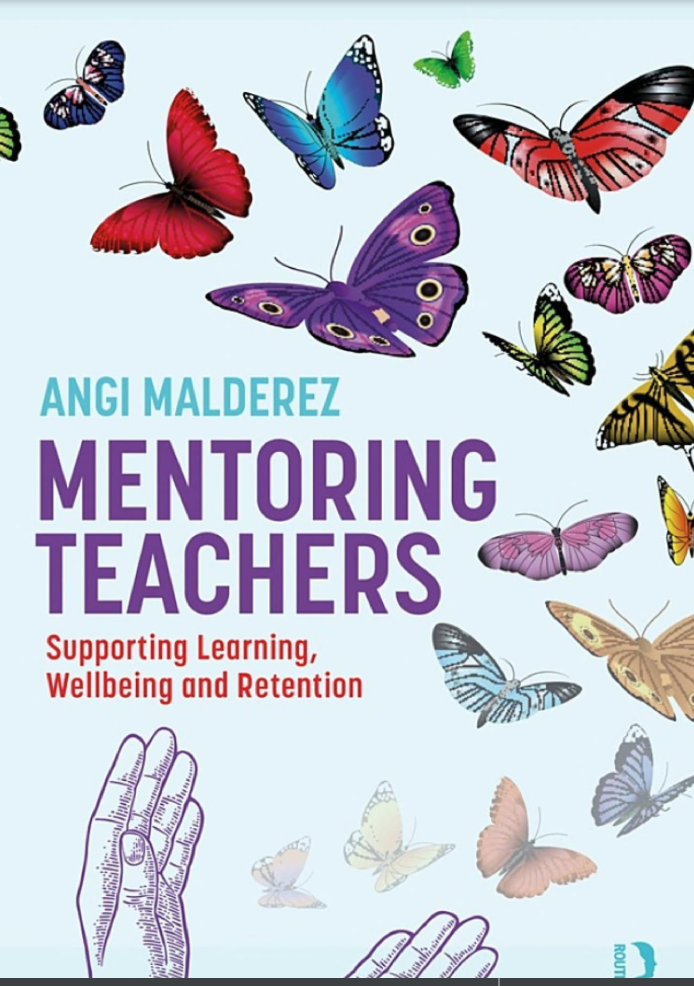 ANGI MALDEREZ
MENTORING
TEACHERS
Supporting Learning,
Wellbeing and Retention